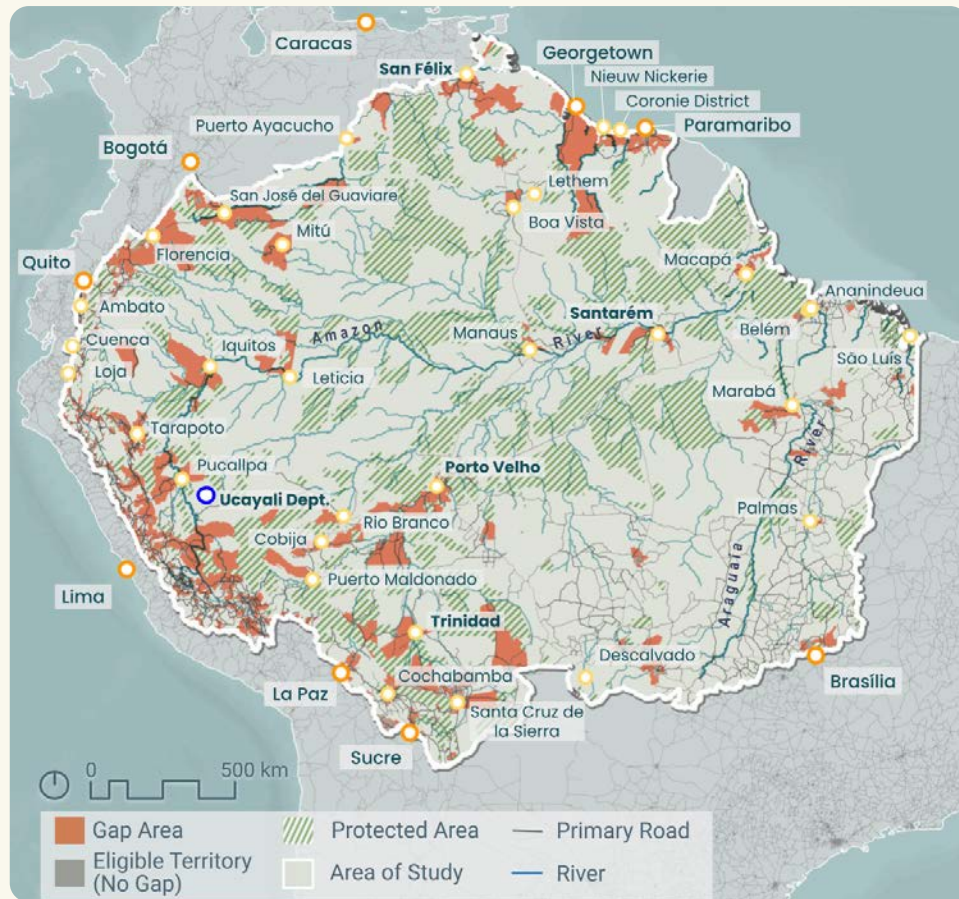 Caracas
Georgetown
San Félix
Nieuw Nickerie
Coronie District
Puerto Ayacucho
Paramaribo
Bogotá
Lethem
San José del Guaviare
Boa Vista
Mitú
Florencia
Macapá
Quito
Ananindeua
Ambato
Santarém
Amazon River
Manaus
Belém
Cuenca
Iquitos
São Luís
Loja
Leticia
Marabá
Tarapoto
Araguaia River
Pucallpa
Porto Velho
Ucayali Dept.
Palmas
Rio Branco
Cobija
Lima
Puerto Maldonado
Trinidad
Descalvado
La Paz
Cochabamba
Brasília
Santa Cruz de
la Sierra
Sucre
0 500 km
Gap Area
Protected Area
Primary Road
Eligible Territory
(No Gap)
Area of Study
River